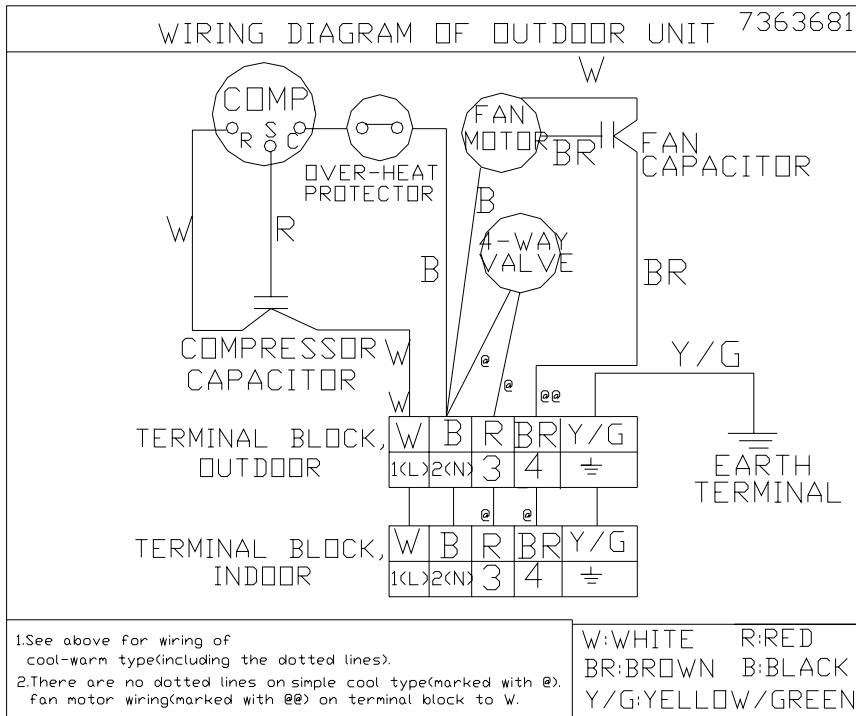 WIRING DIAGRAM OF OUTDOOR UNIT 7363681
W
COMP
R S C
FAN
MOTOR
BR
FAN
CAPACITOR
OVER-HEAT
PROTECTOR
B
W
R
4-WAY
VALVE
B
BR
COMPRESSOR
CAPACITOR
W
@
Y/G
@
@@
W
TERMINAL BLOCK,
OUTDOOR
W B R BR Y/G
1(L) 2(N) 3 4
EARTH
TERMINAL
@ @
TERMINAL BLOCK,
INDOOR
W B R BR Y/G
1(L) 2(N) 3 4
1.See above for wiring of
cool-warm type(including the dotted lines).
2.There are no dotted lines on simple cool type(marked with @).
fan motor wiring(marked with @@) on terminal block to W.
W:WHITE R:RED
BR:BROWN B:BLACK
Y/G:YELLOW/GREEN